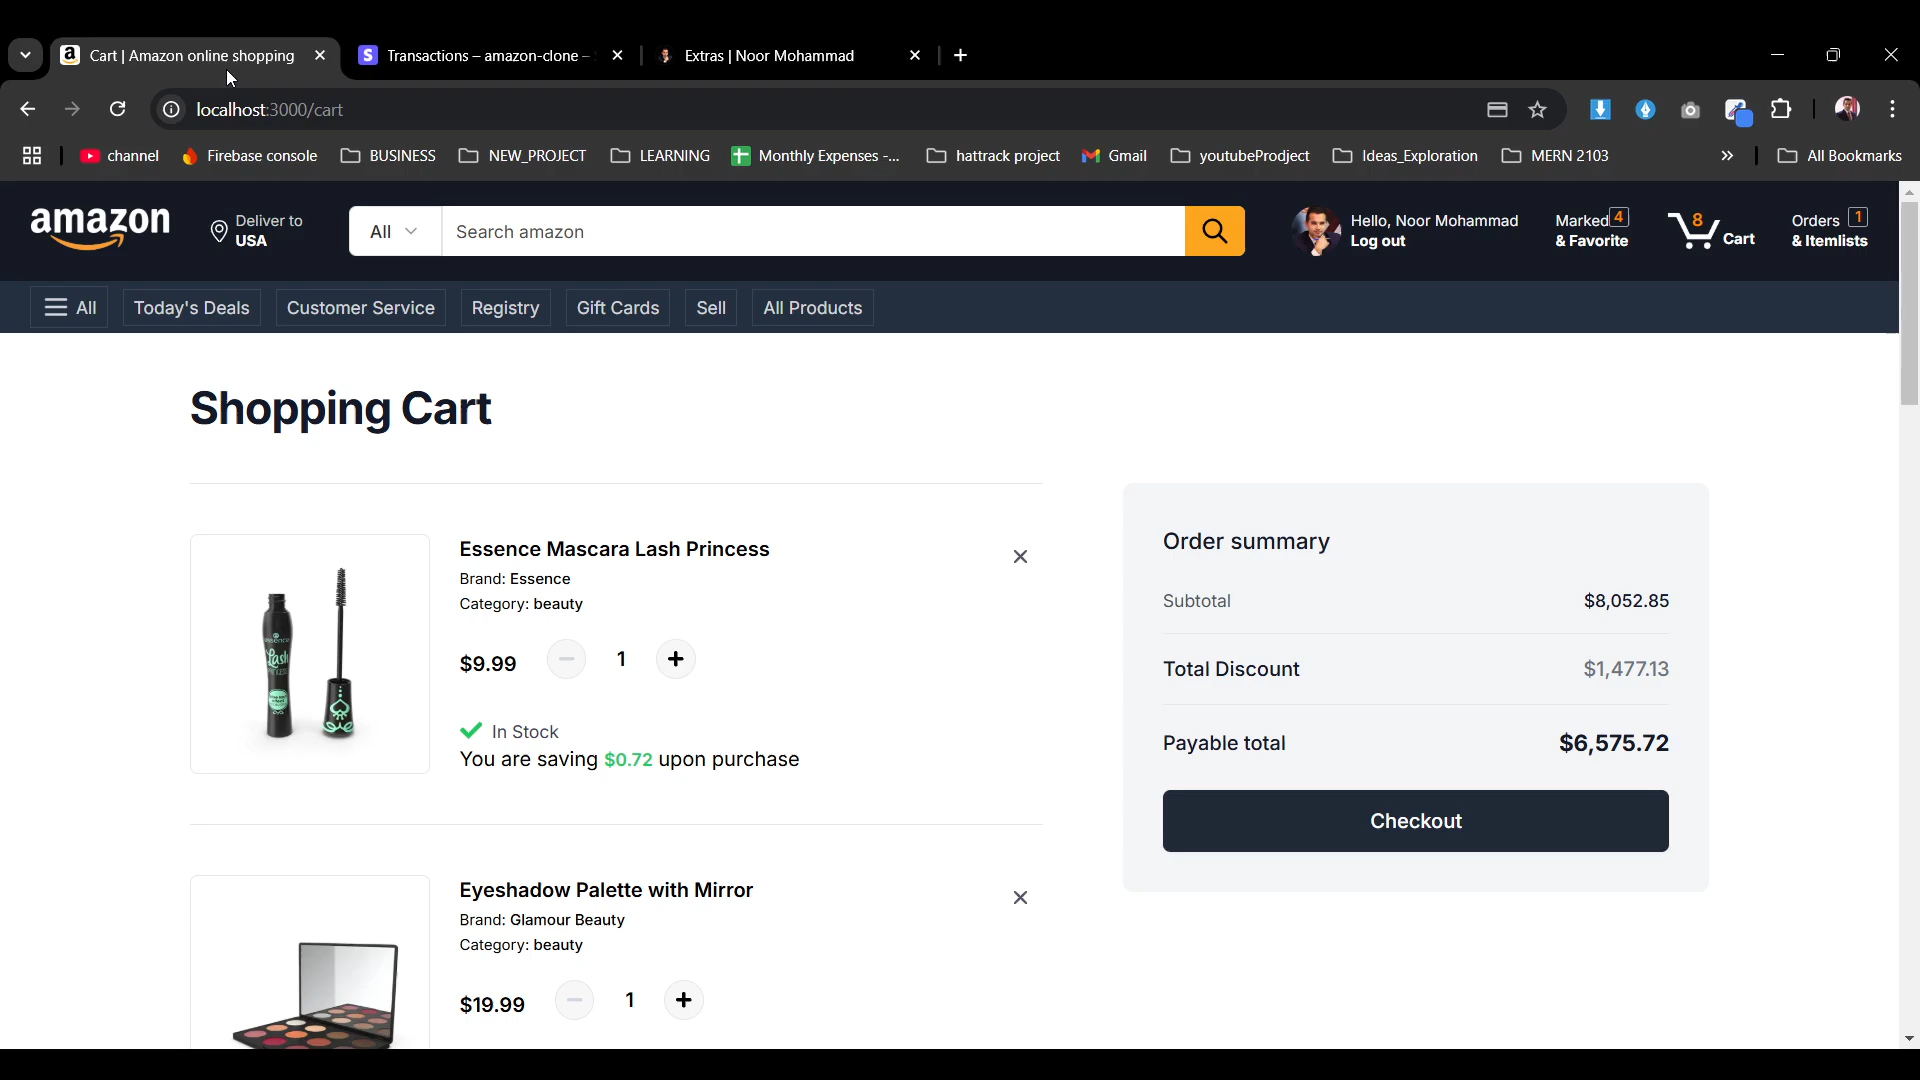 Cart | Amazon online shopping
Transactions – amazon-clone –
Extras | Noor Mohammad
localhost:3000/cart
channel
Firebase console
BUSINESS
NEW_PROJECT
LEARNING
Monthly Expenses -...
hattrack project
Gmail
youtubeProdject
Ideas_Exploration
MERN 2103
All Bookmarks
amazon
Deliver to
USA
All
Search amazon
Hello, Noor Mohammad
Log out
Marked 4
& Favorite
8
Cart
Orders 1
& Itemlists
All
Today's Deals
Customer Service
Registry
Gift Cards
Sell
All Products
Shopping Cart
Essence Mascara Lash Princess
Brand: Essence
Category: beauty
$9.99
1
In Stock
You are saving $0.72 upon purchase
essence
Lash
Eyeshadow Palette with Mirror
Brand: Glamour Beauty
Category: beauty
$19.99
1
Order summary
Subtotal $8,052.85
Total Discount $1,477.13
Payable total $6,575.72
Checkout